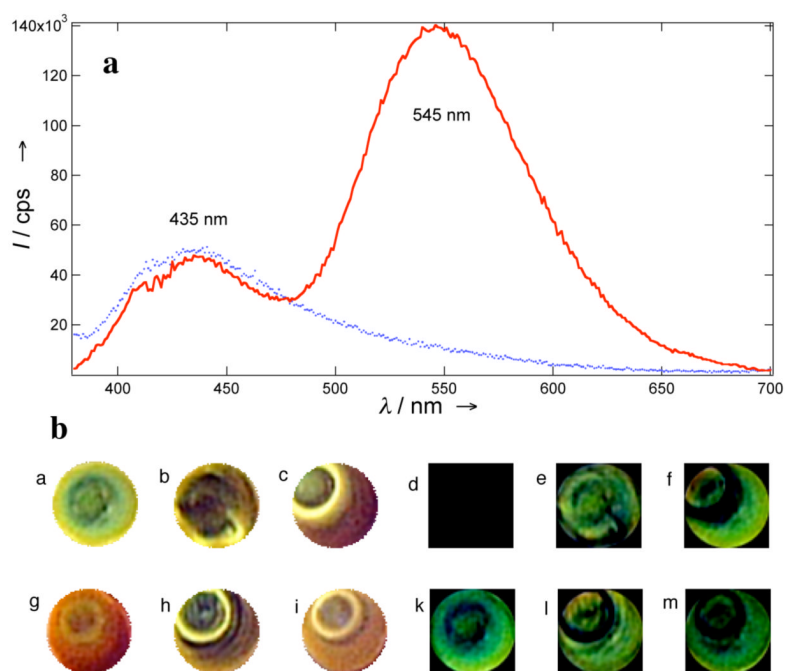 140x10³
a
120
100
80
60
40
20
I / cps →
435 nm
545 nm
400 450 500 550 600 650 700
λ / nm →
b
a b c d e f
g h i k l m